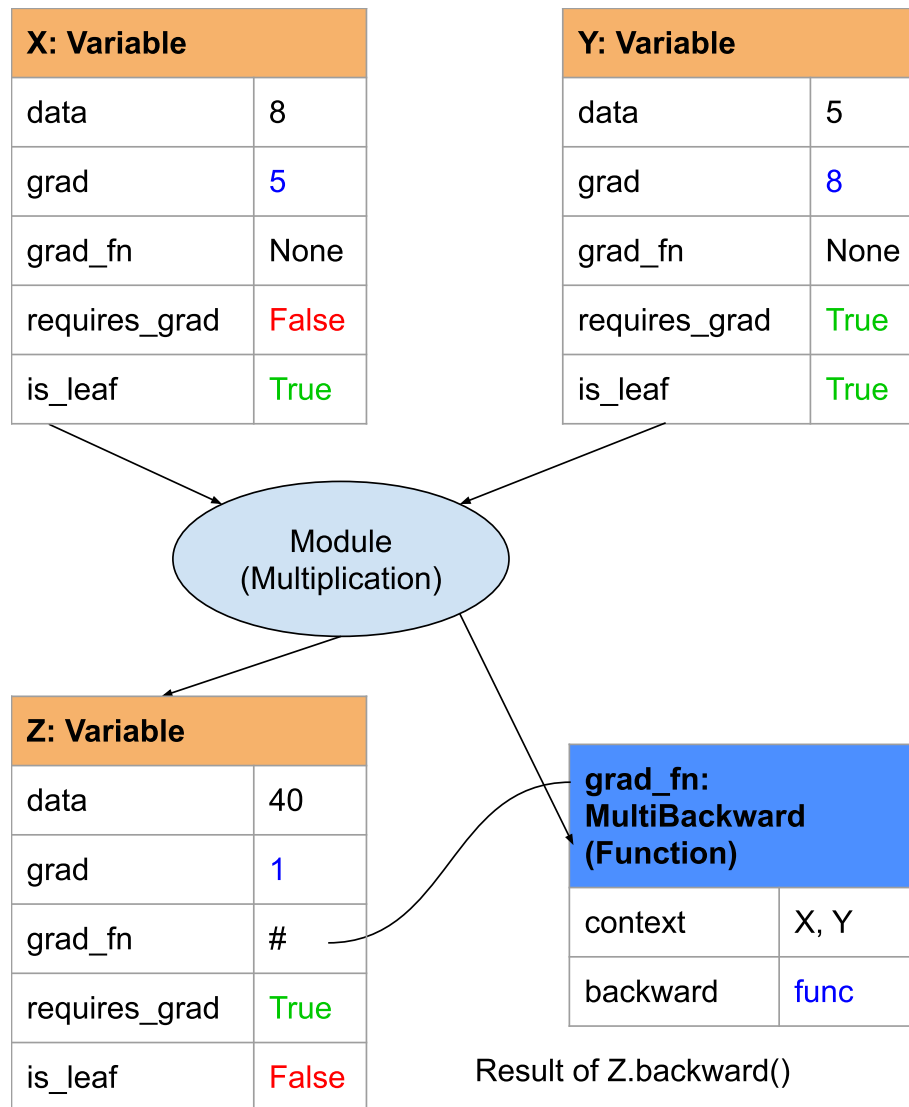 X: Variable
data 8
grad 5
grad_fn None
requires_grad False
is_leaf True
Y: Variable
data 5
grad 8
grad_fn None
requires_grad True
is_leaf True
Module
(Multiplication)
Z: Variable
data 40
grad 1
grad_fn #
requires_grad True
is_leaf False
grad_fn:
MultiBackward
(Function)
context X, Y
backward func
Result of Z.backward()